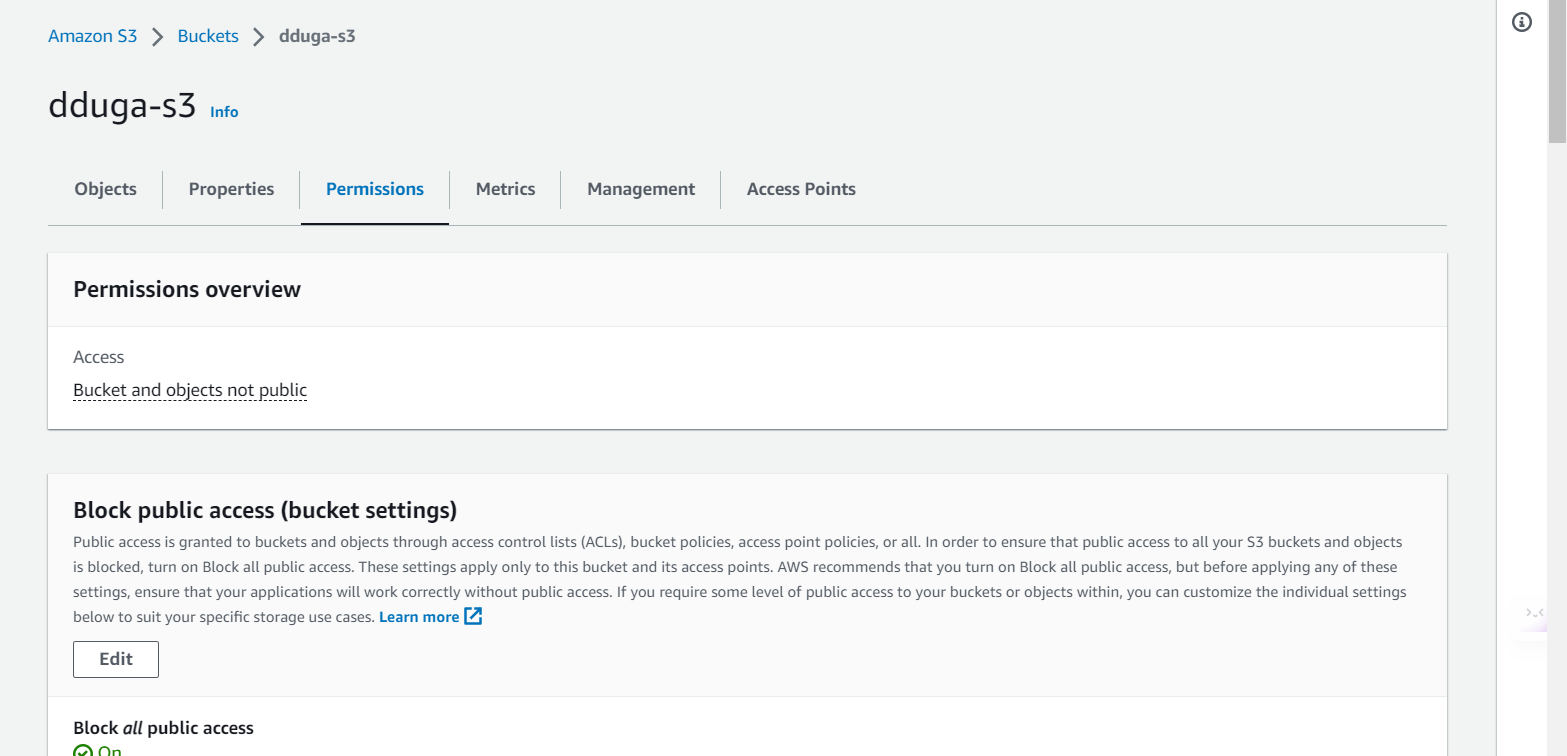 Amazon S3 > Buckets > dduga-s3
dduga-s3 Info
Objects Properties Permissions Metrics Management Access Points
Permissions overview
Access
Bucket and objects not public
Block public access (bucket settings)
Public access is granted to buckets and objects through access control lists (ACLs), bucket policies, access point policies, or all. In order to ensure that public access to all your S3 buckets and objects
is blocked, turn on Block all public access. These settings apply only to this bucket and its access points. AWS recommends that you turn on Block all public access, but before applying any of these
settings, ensure that your applications will work correctly without public access. If you require some level of public access to your buckets or objects within, you can customize the individual settings
below to suit your specific storage use cases. Learn more
Edit
Block all public access
On